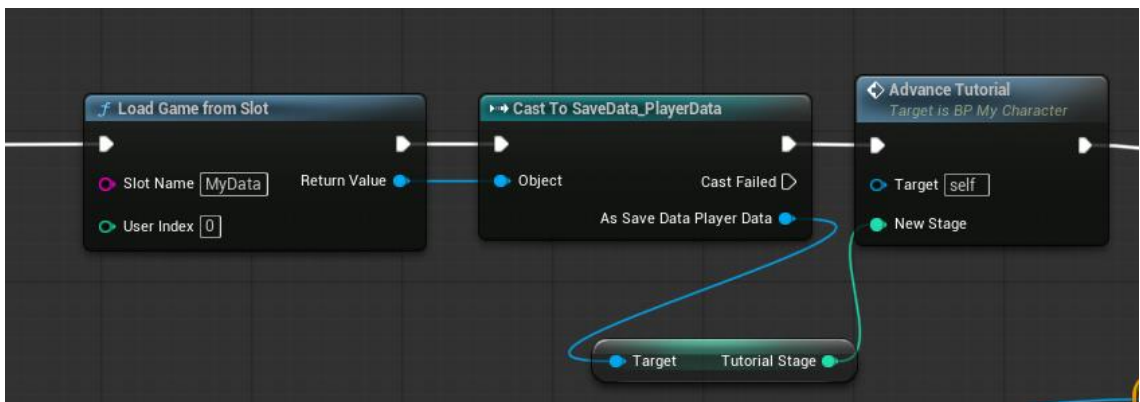 f Load Game from Slot
Slot Name MyData Return Value
User Index 0
Cast To SaveData_PlayerData
Object Cast Failed
As Save Data Player Data
Advance Tutorial
Target is BP My Character
Target self
New Stage
Target Tutorial Stage